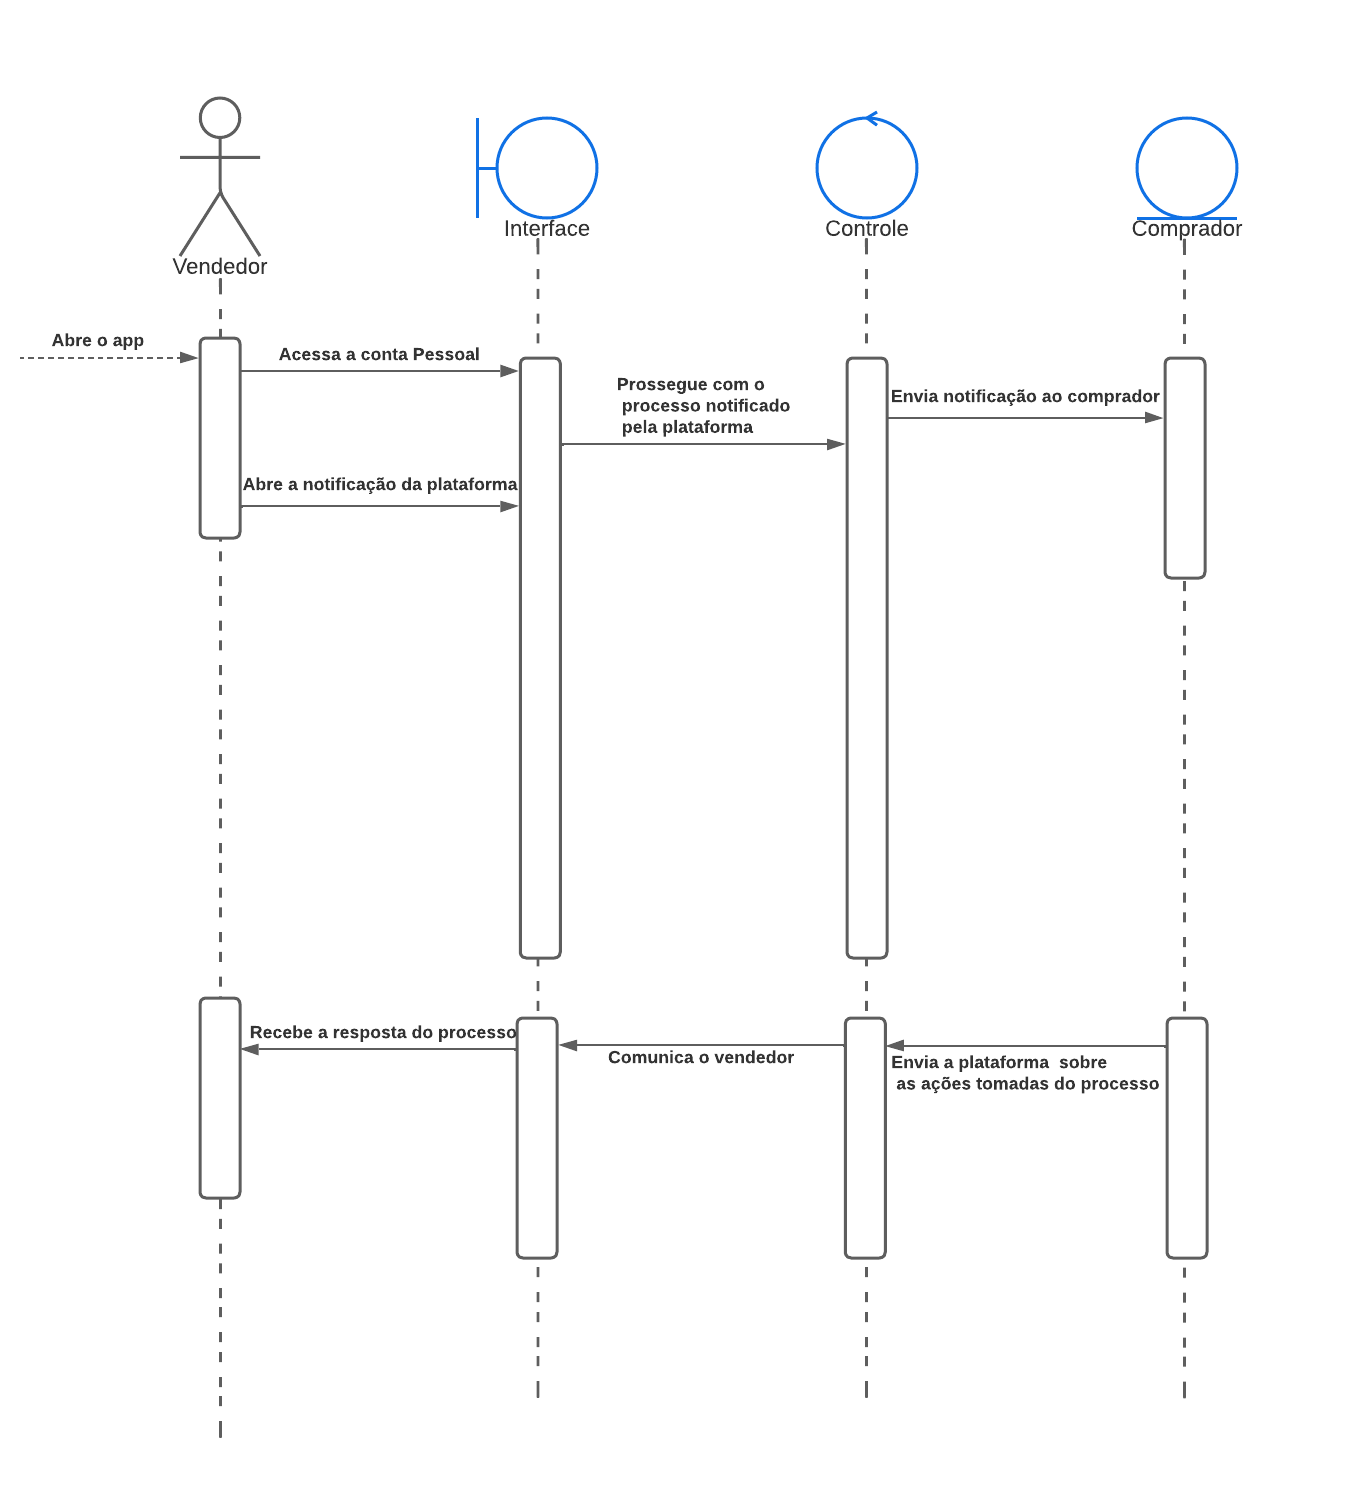 Vendedor
Interface
Controle
Comprador
Abre o app
Acessa a conta Pessoal
Prossegue com o
processo notificado
pela plataforma
Envia notificação ao comprador
Abre a notificação da plataforma
Recebe a resposta do processo
Comunica o vendedor
Envia a plataforma  sobre
as ações tomadas do processo